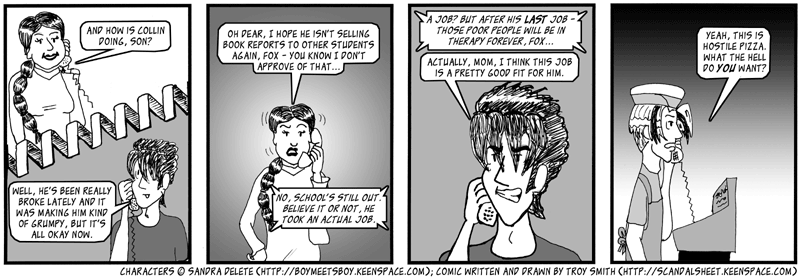 AND HOW IS COLLIN
DOING, SON?
WELL, HE'S BEEN REALLY
BROKE LATELY AND IT
WAS MAKING HIM KIND
OF GRUMPY, BUT IT'S
ALL OKAY NOW.
OH DEAR, I HOPE HE ISN'T SELLING
BOOK REPORTS TO OTHER STUDENTS
AGAIN, FOX - YOU KNOW I DON'T
APPROVE OF THAT...
NO, SCHOOL'S STILL OUT.
BELIEVE IT OR NOT, HE
TOOK AN ACTUAL JOB.
A JOB? BUT AFTER HIS LAST JOB -
THOSE POOR PEOPLE WILL BE IN
THERAPY FOREVER, FOX...
ACTUALLY, MOM, I THINK THIS JOB
IS A PRETTY GOOD FIT FOR HIM.
YEAH, THIS IS
HOSTILE PIZZA.
WHAT THE HELL
DO YOU WANT?
CHARACTERS © SANDRA DELETE (HTTP://BOYMEETSBOY.KEENSPACE.COM); COMIC WRITTEN AND DRAWN BY TROY SMITH (HTTP://SCANDALSHEET.KEENSPACE.COM)